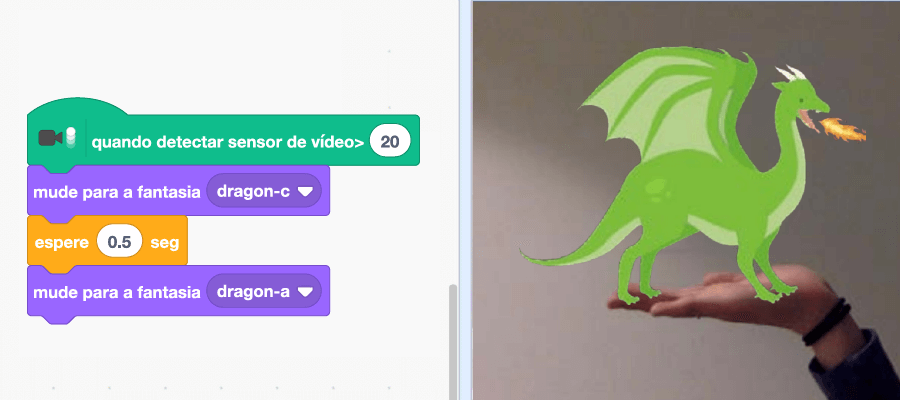 quando detectar sensor de vídeo> 20
mude para a fantasia dragon-c
espere 0.5 seg
mude para a fantasia dragon-a